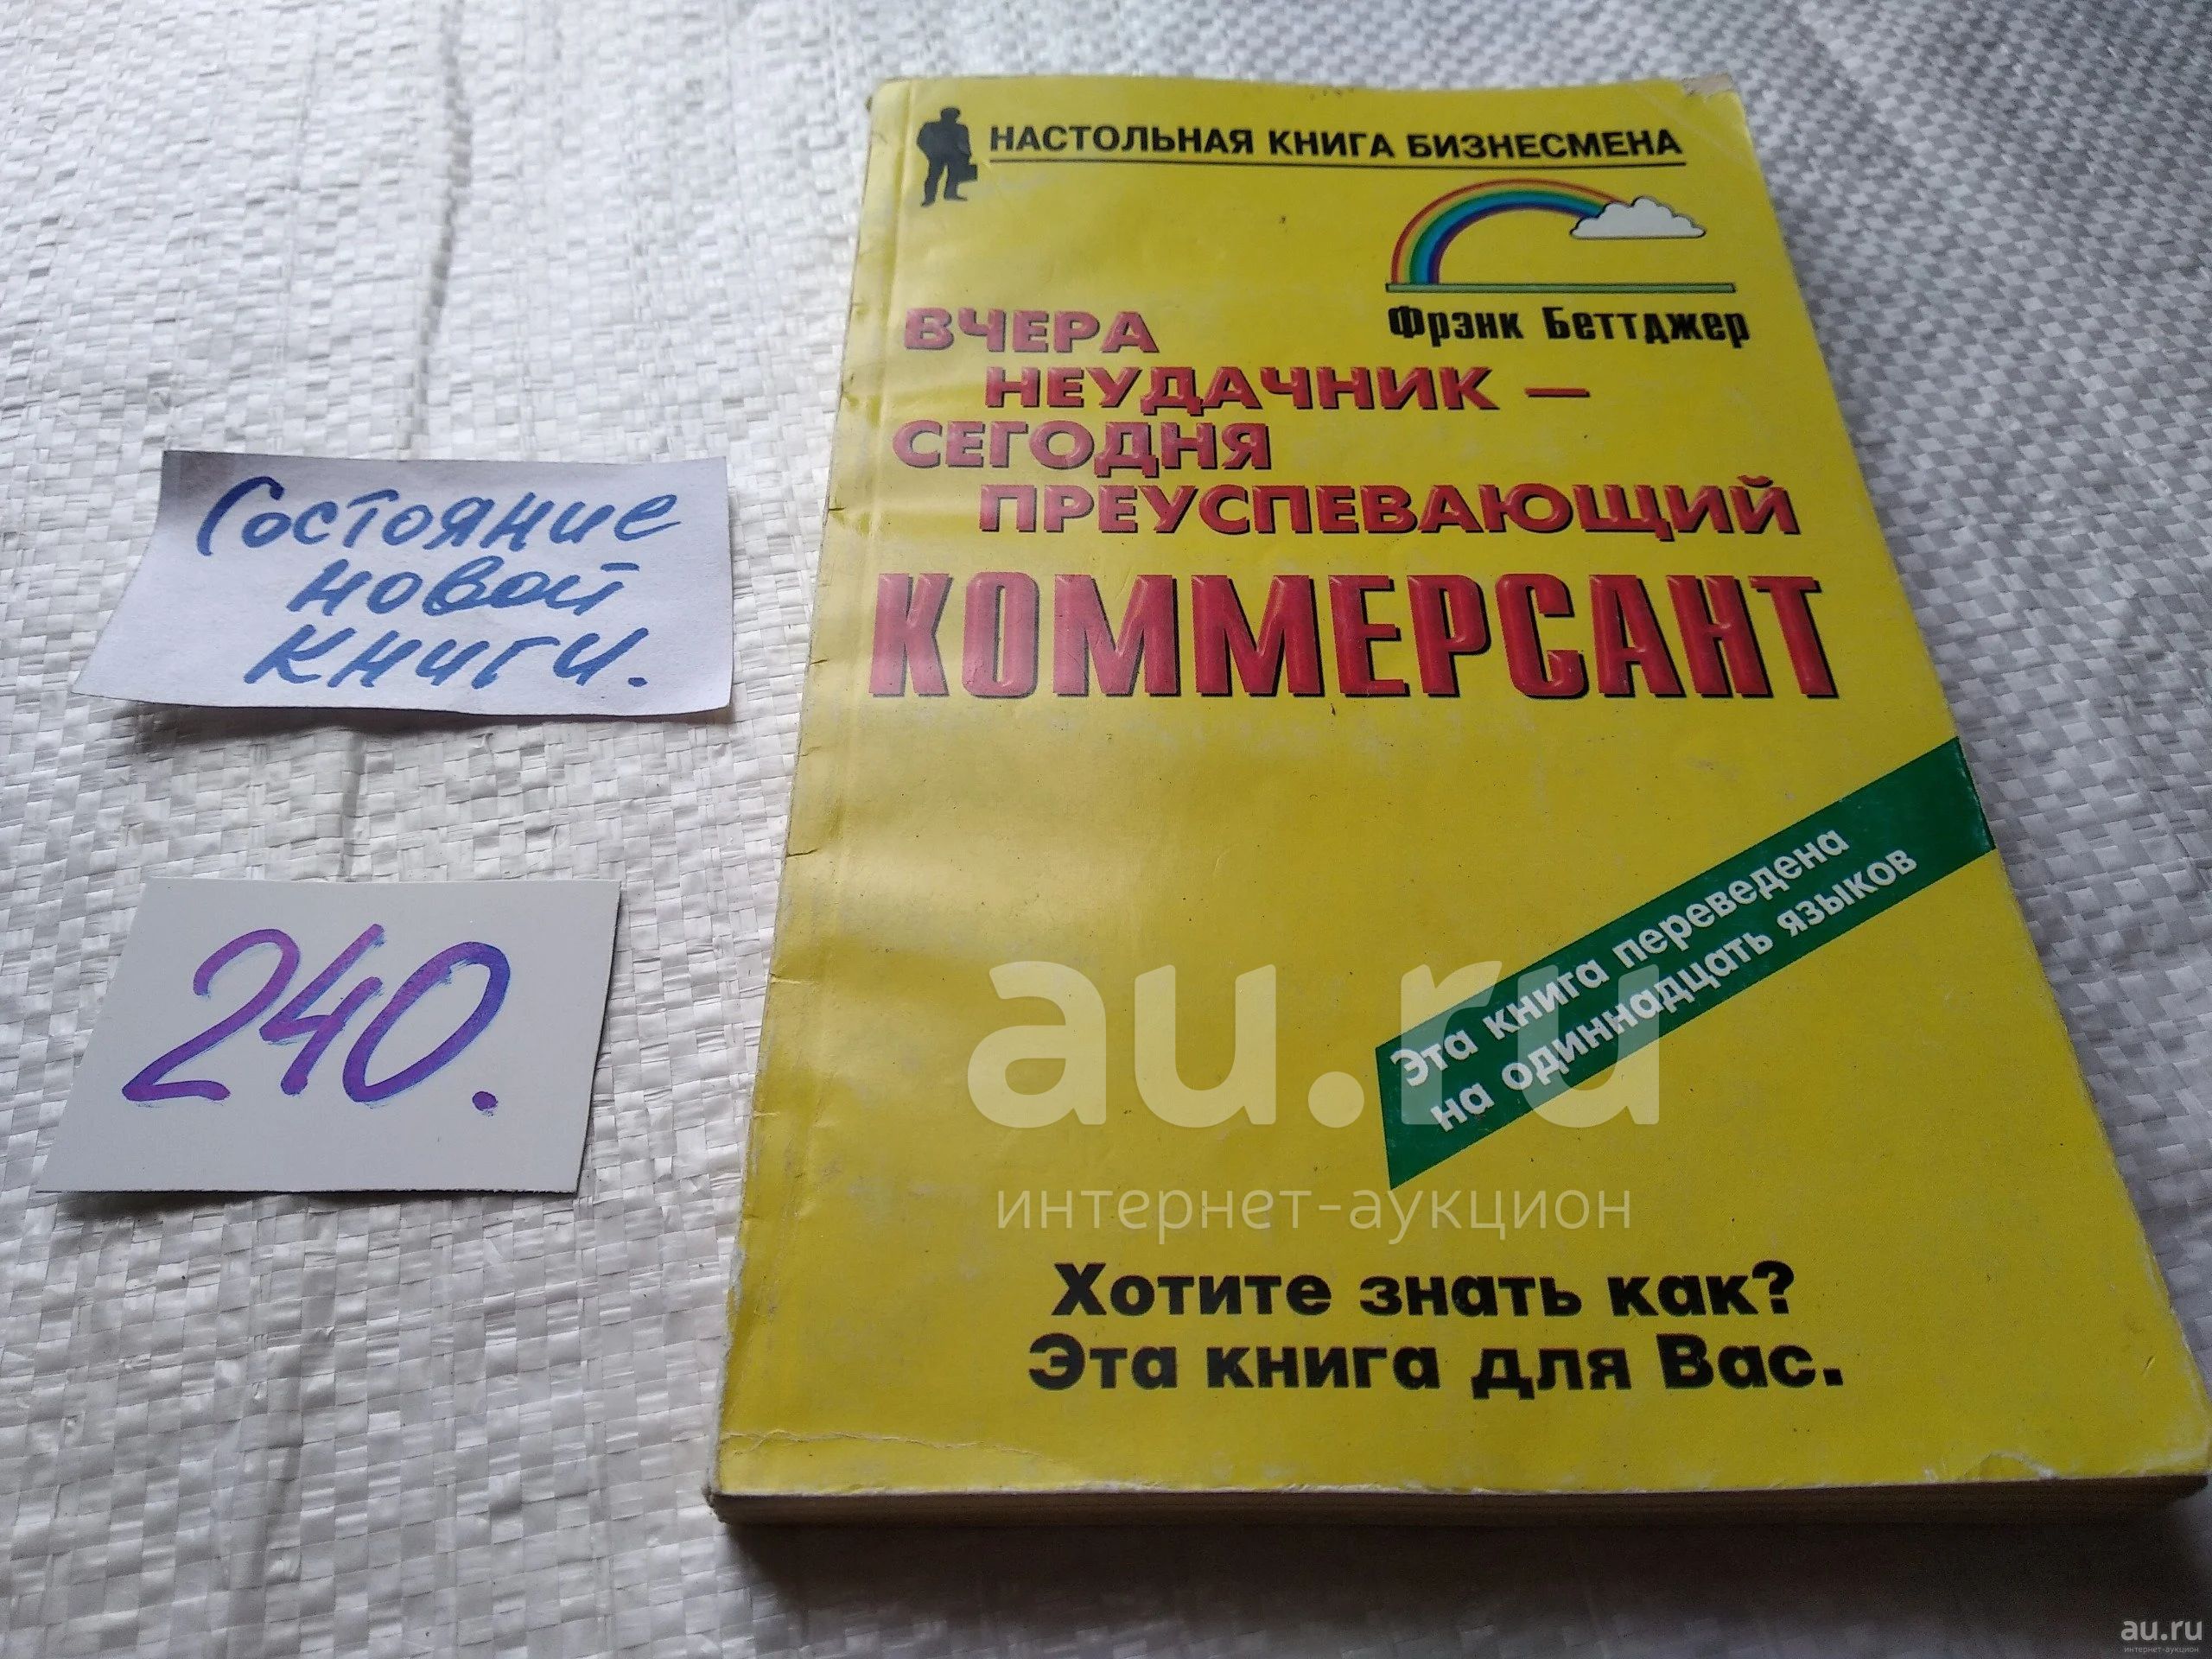 НАСТОЛЬНАЯ КНИГА БИЗНЕСМЕНА
Фрэнк Беттджер
ВЧЕРА
НЕУДАЧНИК –
СЕГОДНЯ
ПРЕУСПЕВАЮЩИЙ
КОММЕРСАНТ
Эта книга переведена
на одиннадцать языков
Хотите знать как?
Эта книга для Вас.
Состояние
новой
книги.
240.
au.ru
интернет-аукцион
au.ru
интернет-аукцион